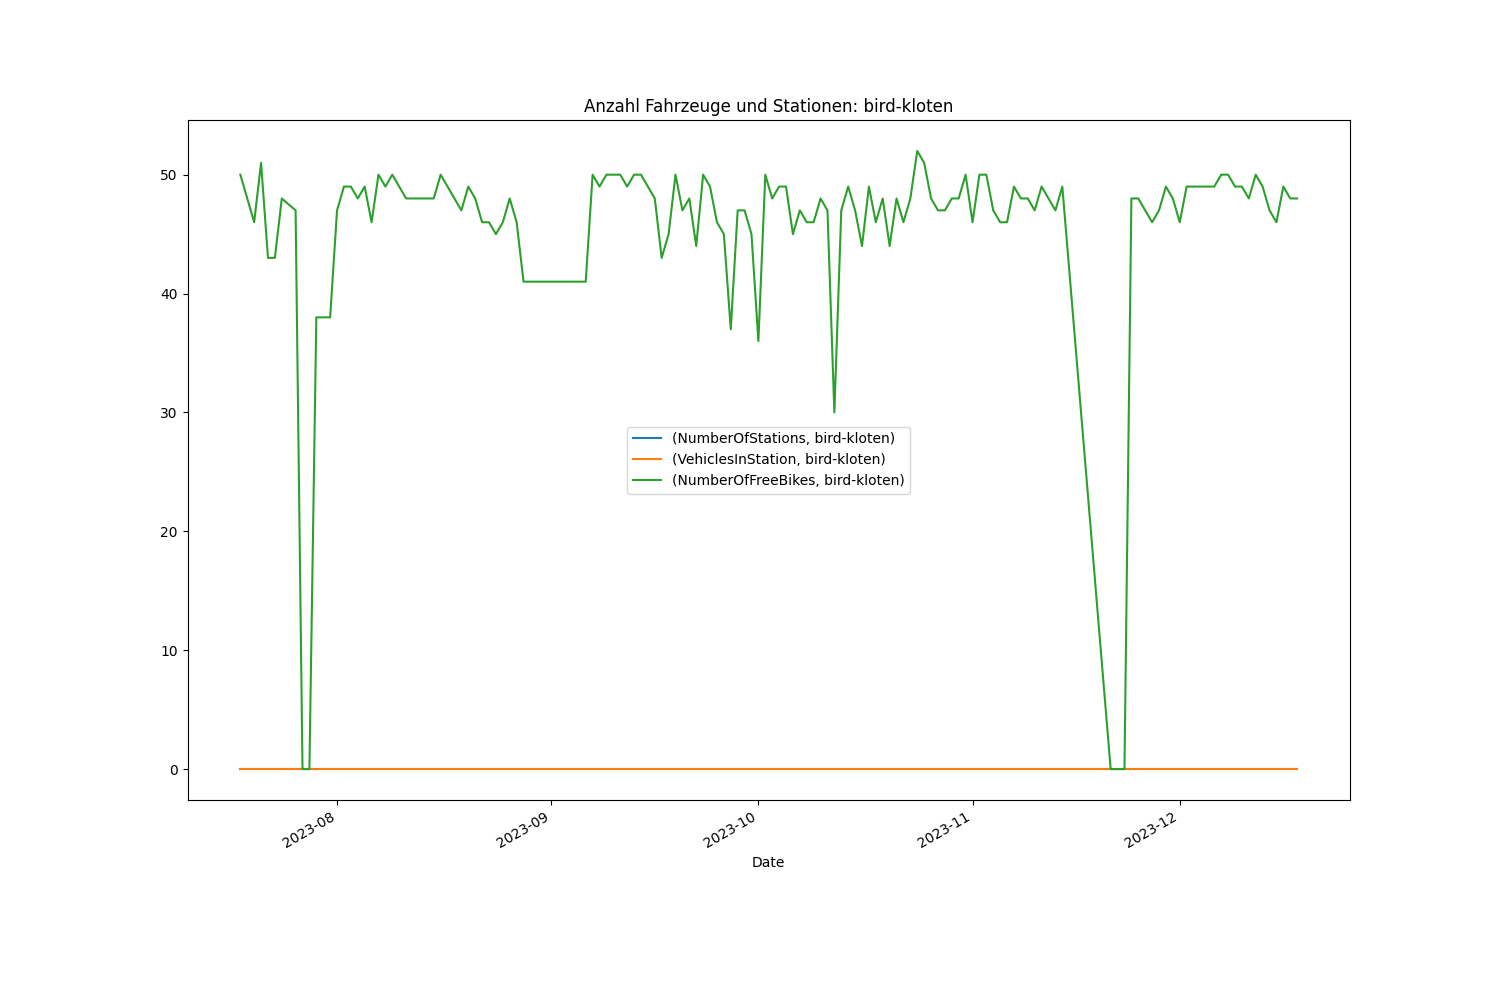 Anzahl Fahrzeuge und Stationen: bird-kloten
50
40
30
20
10
0
(NumberOfStations, bird-kloten)
(VehiclesInStation, bird-kloten)
(NumberOfFreeBikes, bird-kloten)
2023-08
2023-09
2023-10
2023-11
2023-12
Date